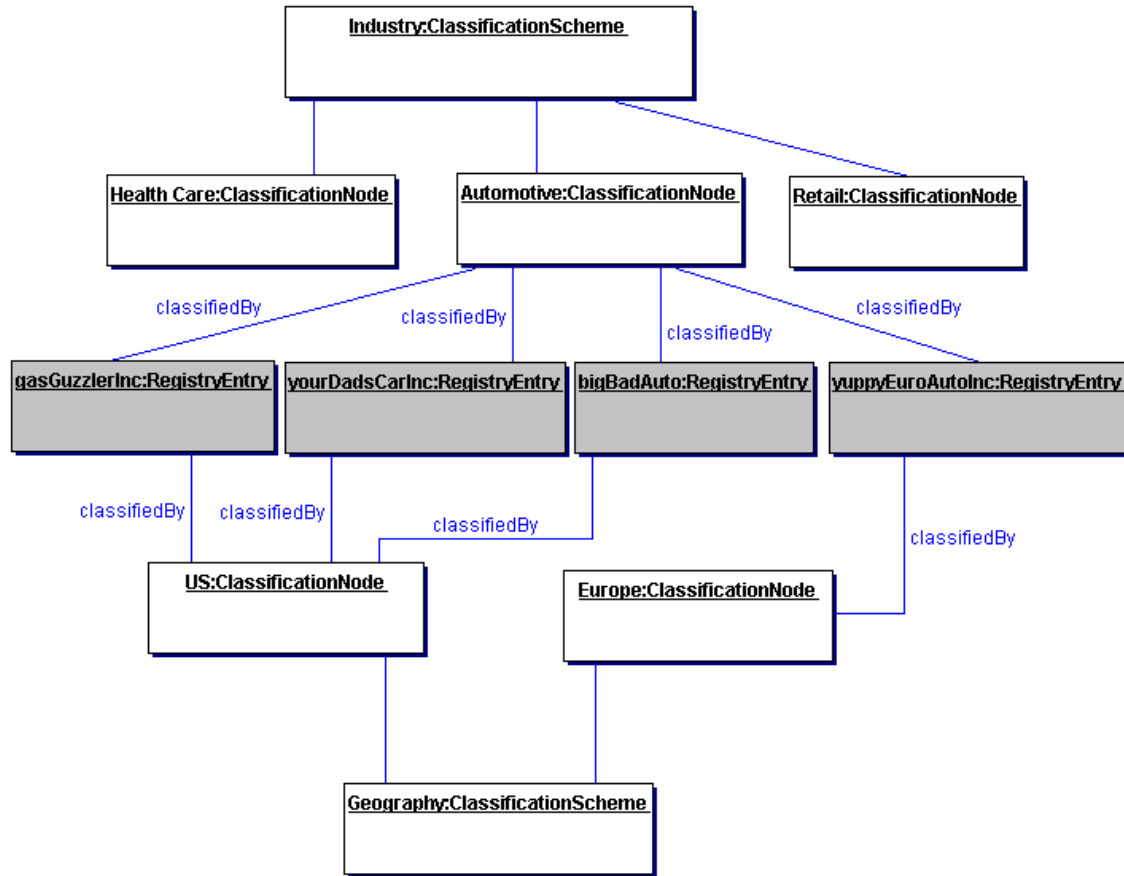 Industry:ClassificationScheme
Health Care:ClassificationNode
Automotive:ClassificationNode
Retail:ClassificationNode
classifiedBy
classifiedBy
classifiedBy
classifiedBy
gasGuzzlerInc:RegistryEntry
yourDadsCarInc:RegistryEntry
bigBadAuto:RegistryEntry
yuppyEuroAutoInc:RegistryEntry
classifiedBy
classifiedBy
classifiedBy
classifiedBy
US:ClassificationNode
Europe:ClassificationNode
Geography:ClassificationScheme